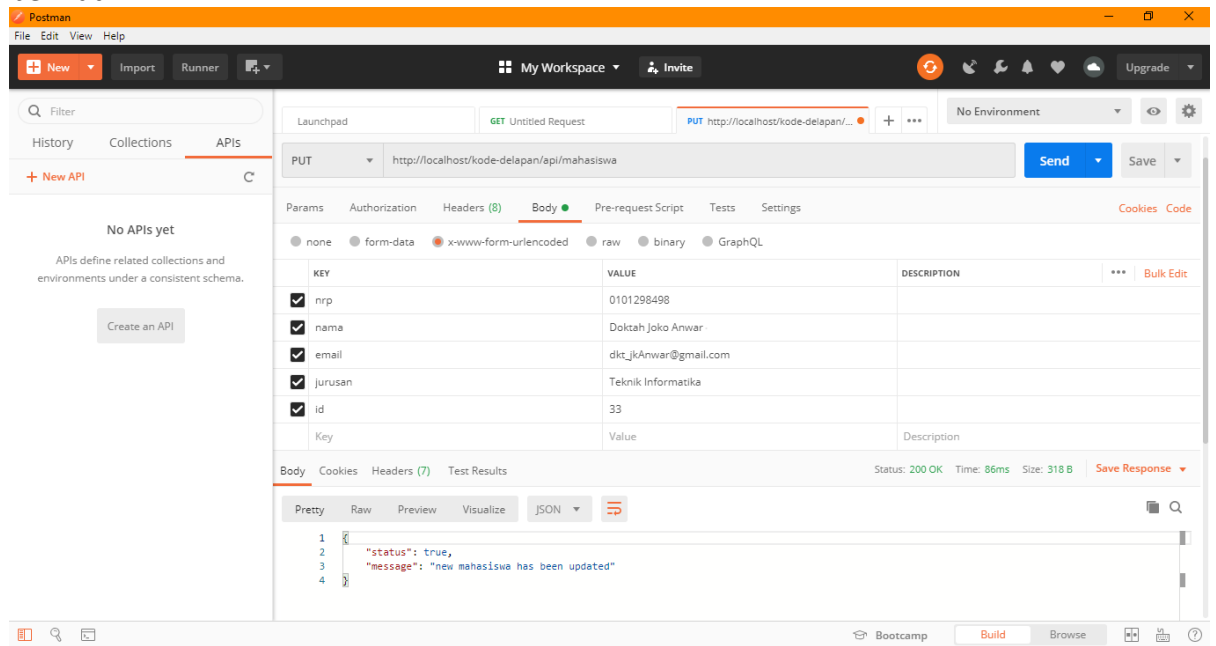 Postman
File Edit View Help
New Import Runner My Workspace Invite Upgrade
Filter
History Collections APIs
+ New API
No APIs yet
APIs define related collections and
environments under a consistent schema.
Create an API
Launchpad GET Untitled Request PUT http://localhost/kode-delapan/... + ••• No Environment
PUT http://localhost/kode-delapan/api/mahasiswa Send Save
Params Authorization Headers (8) Body Pre-request Script Tests Settings Cookies Code
none form-data x-www-form-urlencoded raw binary GraphQL
KEY VALUE DESCRIPTION ••• Bulk Edit
nrp 0101298498
nama Doktah Joko Anwar
email dkt_jkAnwar@gmail.com
jurusan Teknik Informatika
id 33
Key Value Description
Body Cookies Headers (7) Test Results Status: 200 OK Time: 86ms Size: 318 B Save Response
Pretty Raw Preview Visualize JSON
1 {
2 "status": true,
3 "message": "new mahasiswa has been updated"
4 }
Bootcamp Build Browse